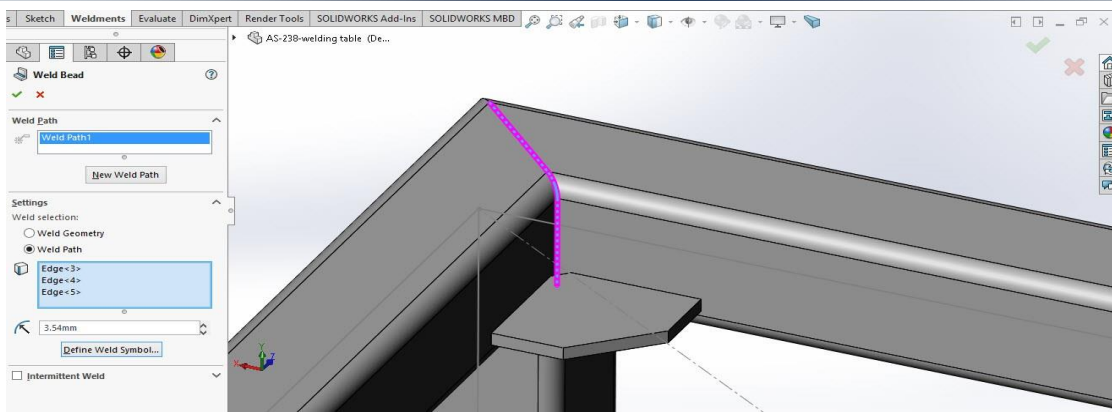 s Sketch Weldments Evaluate DimXpert Render Tools SOLIDWORKS Add-Ins SOLIDWORKS MBD
AS-238-welding table (De...
Weld Bead
Weld Path
Weld Path1
New Weld Path
Settings
Weld selection:
Weld Geometry
Weld Path
Edge<3>
Edge<4>
Edge<5>
3.54mm
Define Weld Symbol...
Intermittent Weld
X
Y
Z